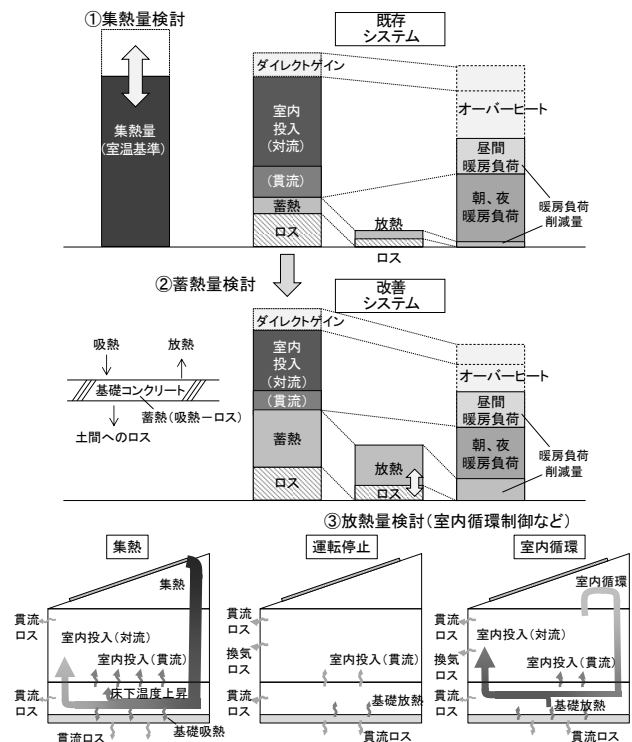 ①集熱量検討
既存
システム
ダイレクトゲイン
室内
投入
(対流)
(貫流)
蓄熱
ロス
集熱量
(室温基準)
放熱
ロス
オーバーヒート
昼間
暖房負荷
朝、夜
暖房負荷
暖房負荷
削減量
②蓄熱量検討
改善
システム
吸熱
放熱
基礎コンクリート
蓄熱(吸熱ーロス)
土間へのロス
ダイレクトゲイン
室内
投入
(対流)
(貫流)
蓄熱
ロス
放熱
ロス
オーバーヒート
昼間
暖房負荷
朝、夜
暖房負荷
暖房負荷
削減量
③放熱量検討(室内循環制御など)
集熱
集熱
貫流
ロス
室内投入(対流)
室内投入(貫流)
床下温度上昇
貫流
ロス
基礎吸熱
貫流ロス
運転停止
貫流
ロス
換気
ロス
室内投入(貫流)
貫流
ロス
基礎放熱
貫流ロス
室内循環
室内循環
貫流
ロス
室内投入(対流)
換気
ロス
室内投入(貫流)
貫流
ロス
基礎放熱
貫流ロス